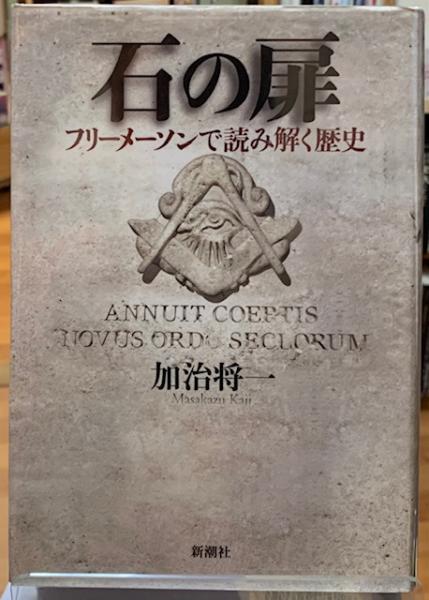 石の扉
フリーメーソンで読み解く歴史
ANNUIT COEPTIS
NOVUS ORDO SECLORUM
加治将一
Masakazu Kaji
新潮社